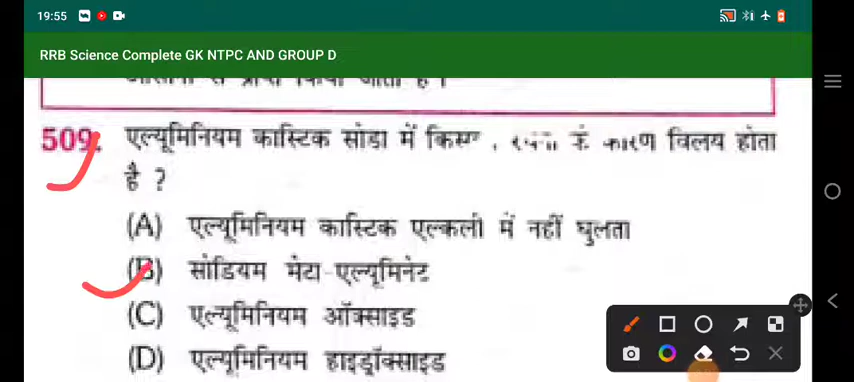 19:55
RRB Science Complete GK NTPC AND GROUP D
509. एल्यूमिनियम कास्टिक सोडा में के कारण विलय होता
है ?
(A) एल्यूमिनियम कास्टिक एल्कली में नहीं घुलता
(B) सोडियम मेटा-एल्यूमिनेट
(C) एल्यूमिनियम ऑक्साइड
(D) एल्यूमिनियम हाइड्रॉक्साइड